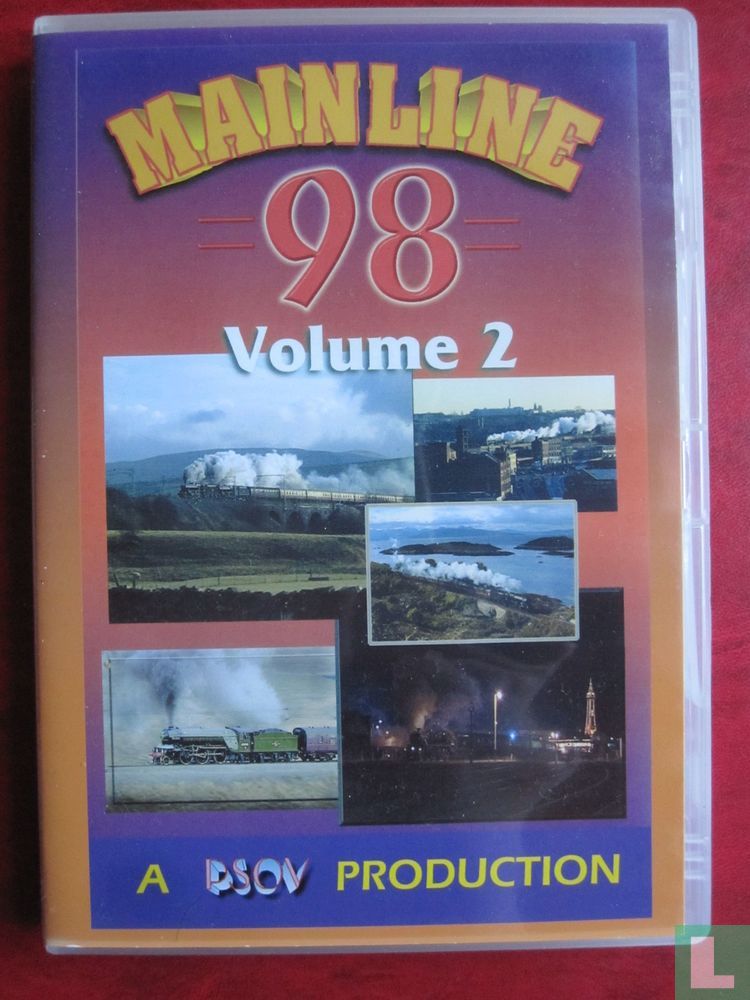 MAINLINE
98
Volume 2
A PSOV PRODUCTION
L